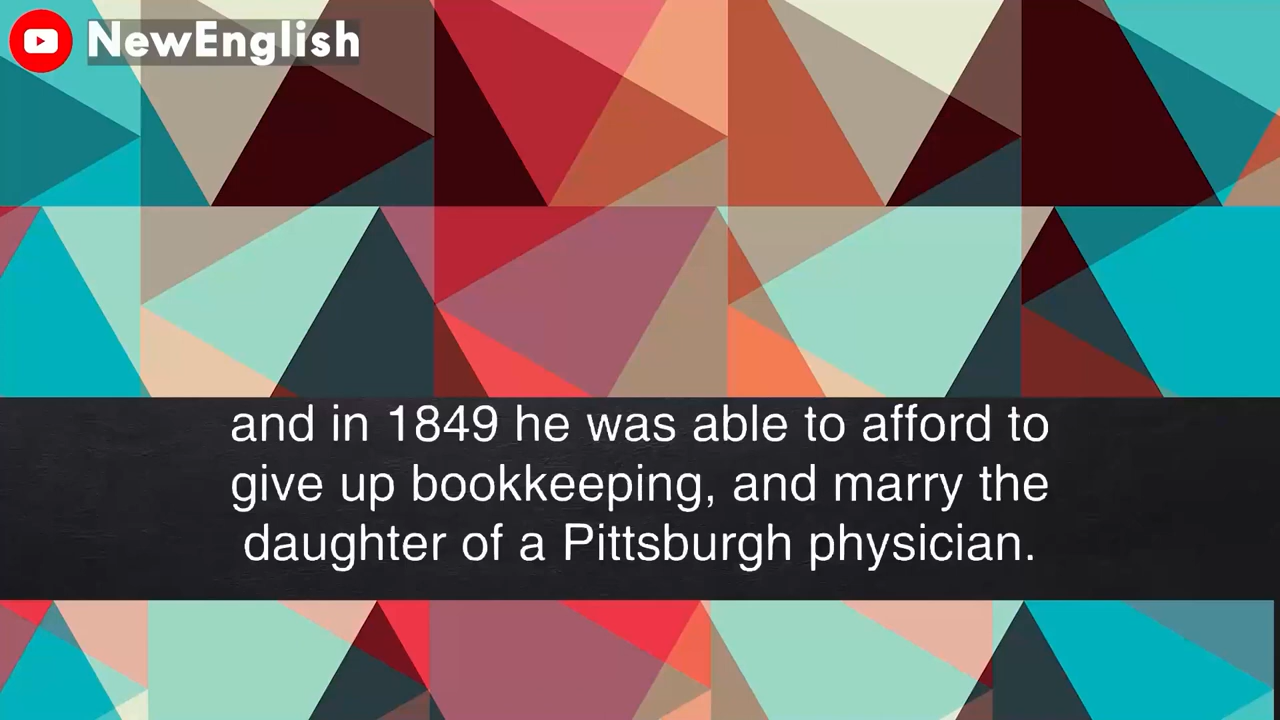 NewEnglish
and in 1849 he was able to afford to
give up bookkeeping, and marry the
daughter of a Pittsburgh physician.